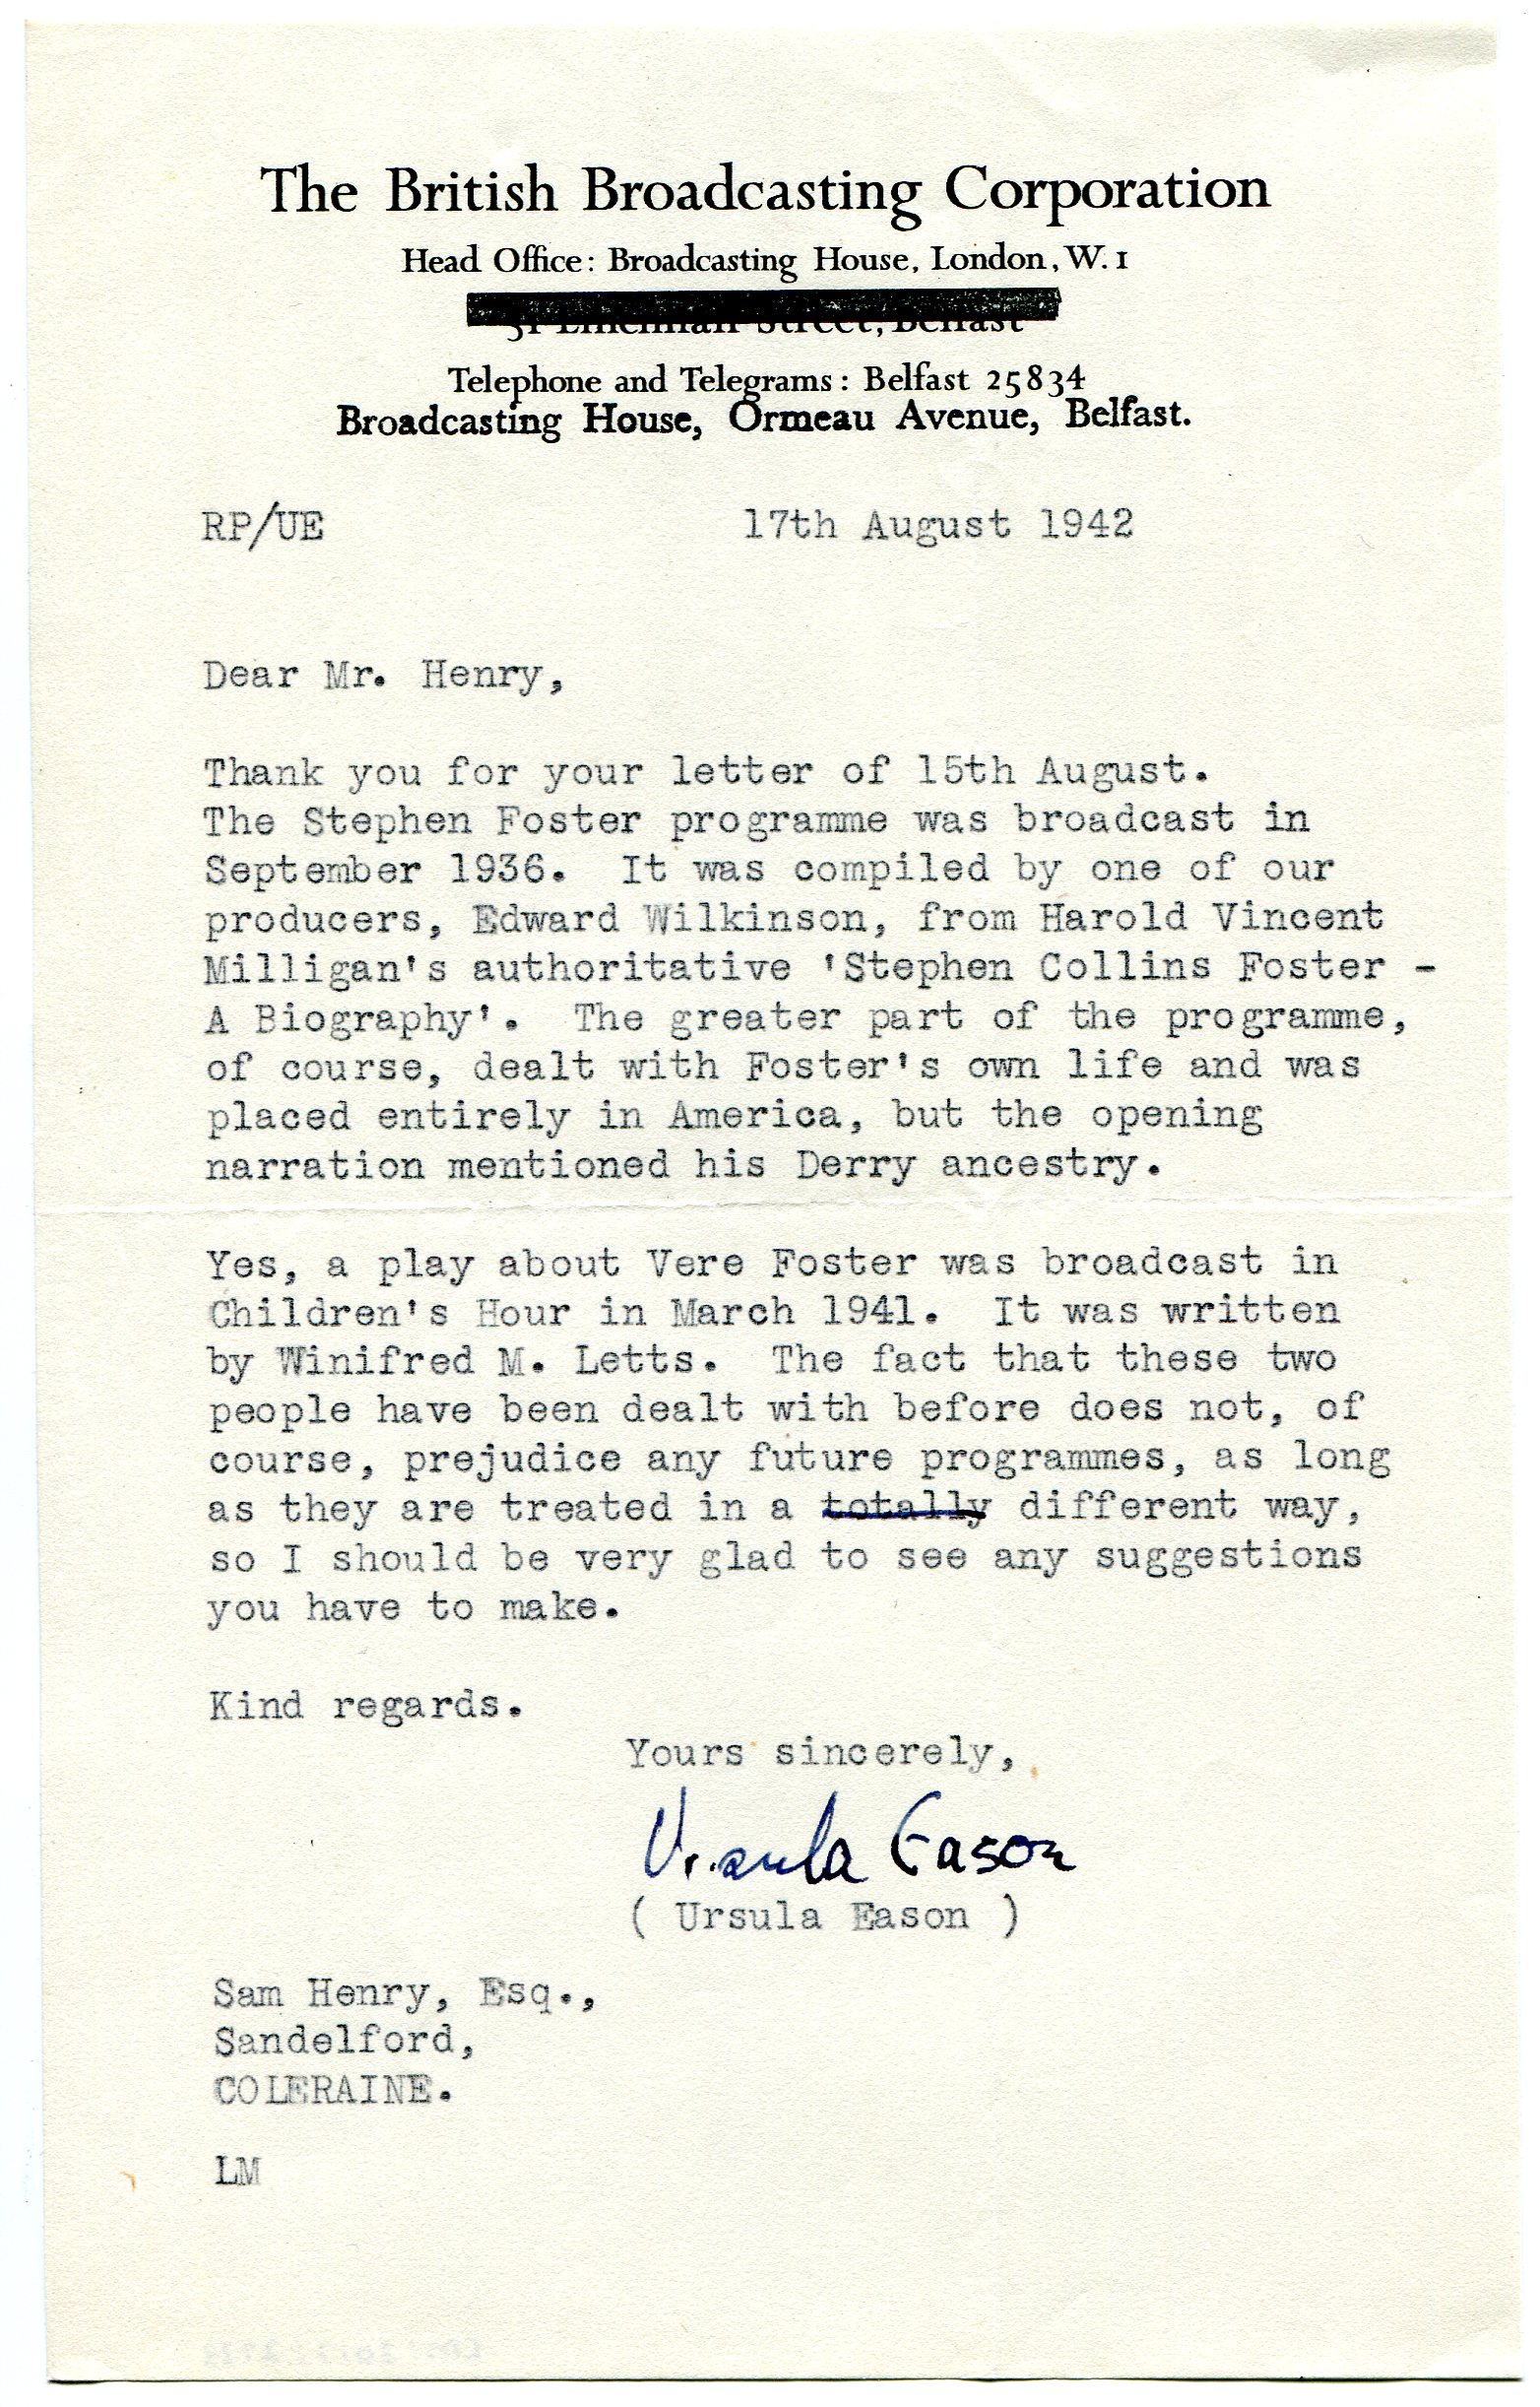 The British Broadcasting Corporation
Head Office: Broadcasting House, London, W.1
Street, Belfast
Telephone and Telegrams: Belfast 25834
Broadcasting House, Ormeau Avenue, Belfast.
RP/UE 17th August 1942
Dear Mr. Henry,
Thank you for your letter of 15th August.
The Stephen Foster programme was broadcast in
September 1936. It was compiled by one of our
producers, Edward Wilkinson, from Harold Vincent
Milligan's authoritative 'Stephen Collins Foster -
A Biography'. The greater part of the programme,
of course, dealt with Foster's own life and was
placed entirely in America, but the opening
narration mentioned his Derry ancestry.
Yes, a play about Vere Foster was broadcast in
Children's Hour in March 1941. It was written
by Winifred M. Letts. The fact that these two
people have been dealt with before does not, of
course, prejudice any future programmes, as long
as they are treated in a totally different way,
so I should be very glad to see any suggestions
you have to make.
Kind regards.
Yours sincerely,
Ursula Eason
( Ursula Eason )
Sam Henry, Esq.,
Sandelford,
COLERAINE.
LM